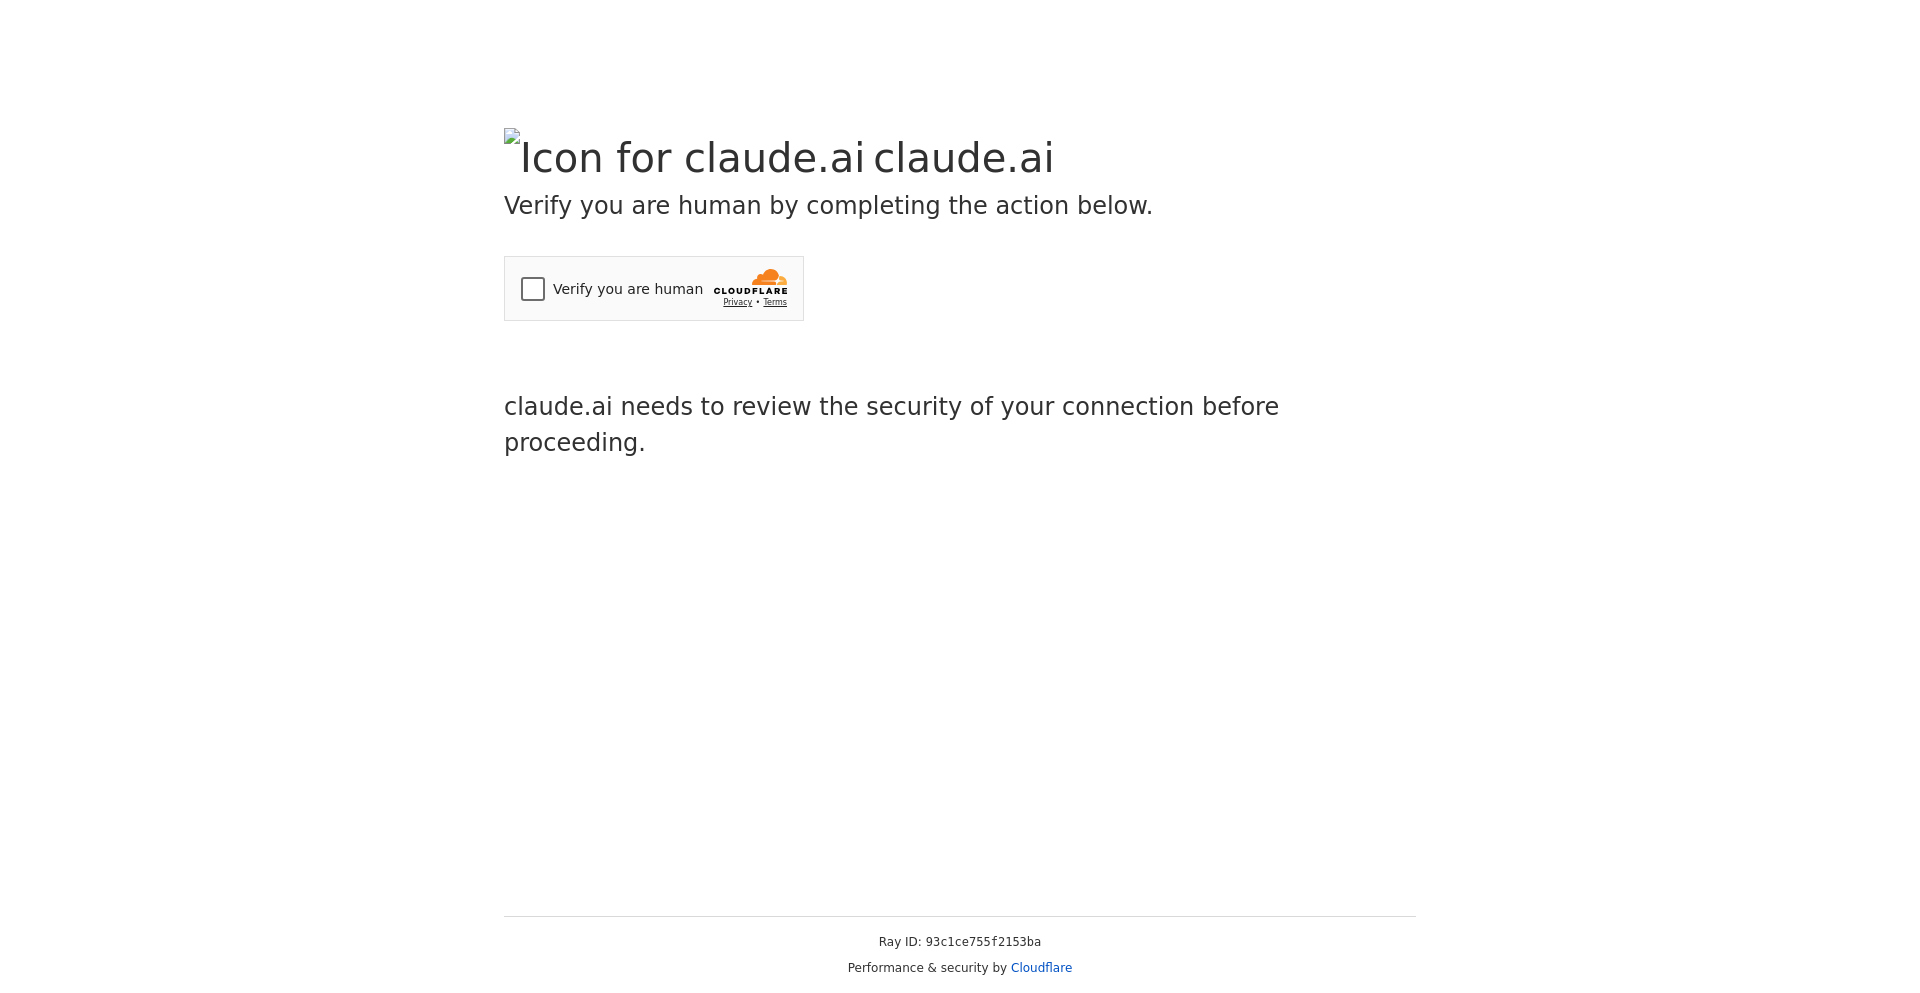 Icon for claude.ai claude.ai
Verify you are human by completing the action below.
Verify you are human
CLOUDFLARE
Privacy • Terms
claude.ai needs to review the security of your connection before
proceeding.
Ray ID: 93c1ce755f2153ba
Performance & security by Cloudflare